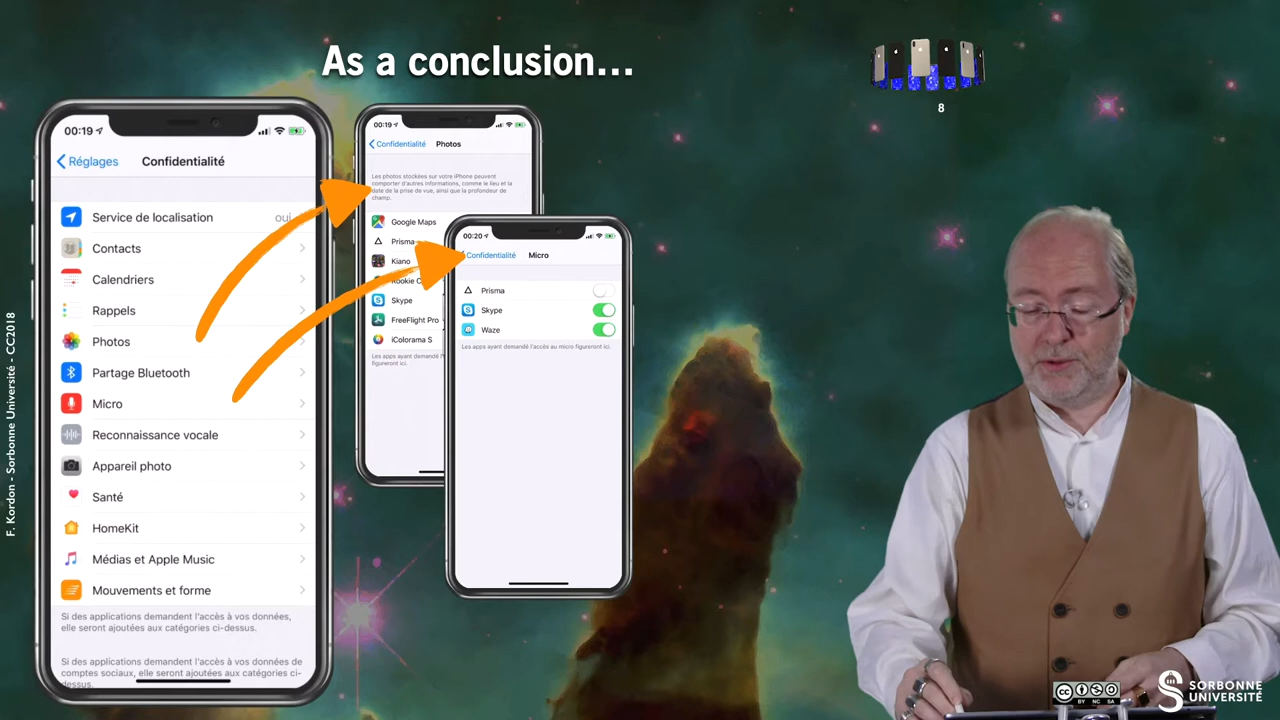 As a conclusion...
8
00:19
Réglages
Confidentialité
Service de localisation
oui
Contacts
Calendriers
Rappels
Photos
Partage Bluetooth
Micro
Reconnaissance vocale
Appareil photo
Santé
HomeKit
Médias et Apple Music
Mouvements et forme
Si des applications demandent l'accès à vos données,
elle seront ajoutées aux catégories ci-dessus.
Si des applications demandent l'accès à vos données de
comptes sociaux, elle seront ajoutées aux catégories ci-
dessus.
00:19
Confidentialité
Photos
Les photos stockées sur votre iPhone peuvent
comporter d'autres informations, comme le lieu et la
date de la prise de vue, ainsi que la profondeur de
champ.
Google Maps
Prisma
Kiano
Rookie C
Skype
FreeFlight Pro
iColorama S
Les apps ayant demandé l'
figureront ici.
00:20
Confidentialité
Micro
Prisma
Skype
Waze
Les apps ayant demandé l'accès au micro figureront ici.
F. Kordon - Sorbonne Université - CC2018
CC BY NC SA
SORBONNE
UNIVERSITÉ